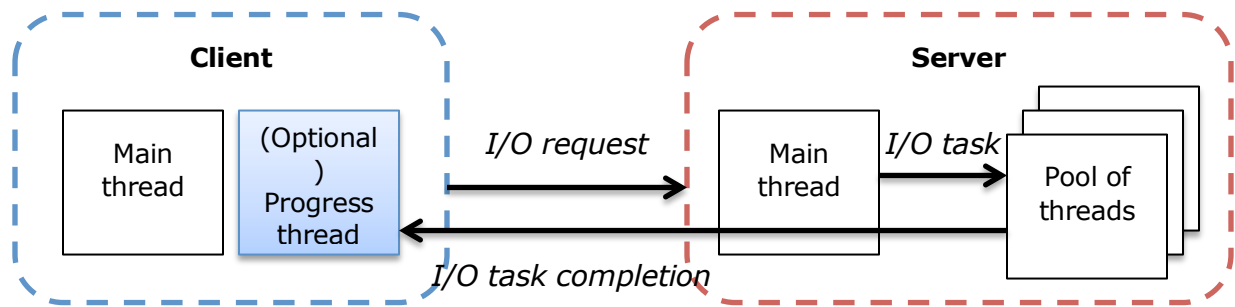 Client
Main
thread
(Optional
)
Progress
thread
I/O request
I/O task completion
Server
Main
thread
I/O task
Pool of
threads